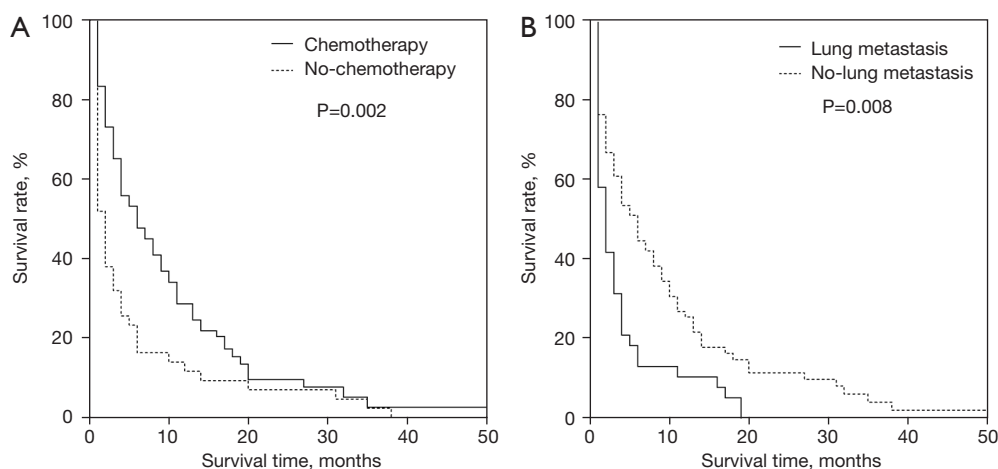 A
Survival rate, %
100
80
60
40
20
0
0 10 20 30 40 50
Survival time, months
Chemotherapy
No-chemotherapy
P=0.002
B
Survival rate, %
100
80
60
40
20
0
0 10 20 30 40 50
Survival time, months
Lung metastasis
No-lung metastasis
P=0.008